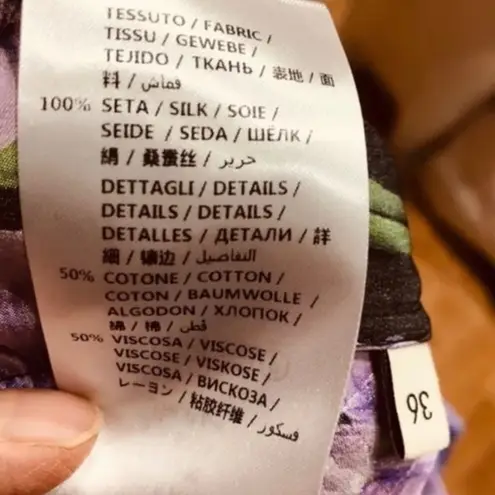 TESSUTO / FABRIC /
TISSU / GEWEBE /
TEJIDO / ТКАНЬ / 表地 / 面
料 / قماش /
100% SETA / SILK / SOIE /
SEIDE / SEDA / ШЁЛК /
絹 / 桑蚕丝 / حرير /
DETTAGLI / DETAILS /
DETAILS / DETAILS /
DETALLES / ДЕТАЛИ / 詳
細 / 镶边 / التفاصيل
50% COTONE / COTTON /
COTON / BAUMWOLLE /
ALGODON / ХЛОПОК /
綿 / 棉 / قطن /
50% VISCOSA / VISCOSE /
VISCOSE / VISKOSE /
VISCOSA / ВИСКОЗА /
レーヨン / 粘胶纤维 / فسكور /
36